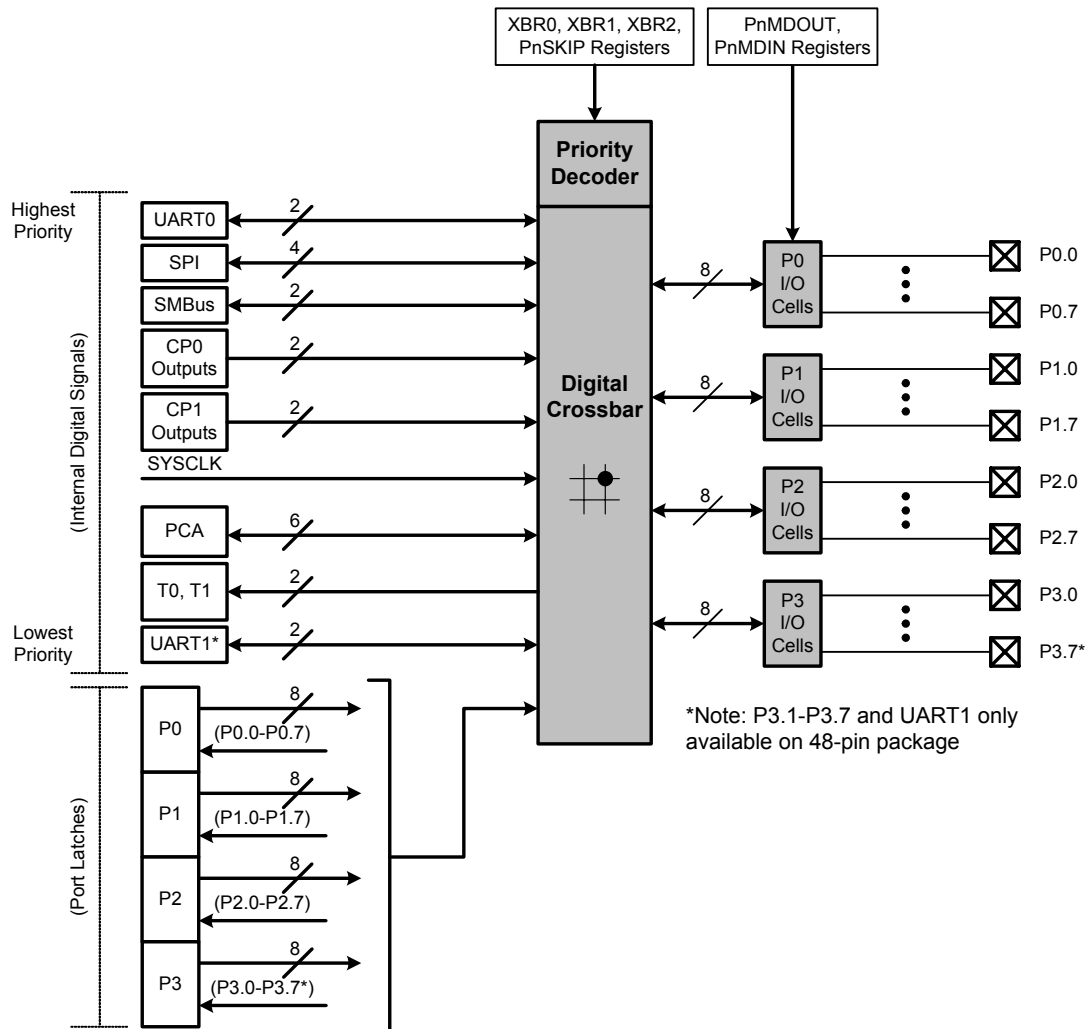 XBR0, XBR1, XBR2,
PnSKIP Registers
PnMDOUT,
PnMDIN Registers
Priority
Decoder
Highest
Priority
(Internal Digital Signals)
Lowest
Priority
UART0
2
SPI
4
SMBus
2
CP0
Outputs
2
CP1
Outputs
2
SYSCLK
PCA
6
T0, T1
2
UART1*
2
Digital
Crossbar
8
P0
I/O
Cells
P0.0
P0.7
8
P1
I/O
Cells
P1.0
P1.7
8
P2
I/O
Cells
P2.0
P2.7
8
P3
I/O
Cells
P3.0
P3.7*
*Note: P3.1-P3.7 and UART1 only
available on 48-pin package
(Port Latches)
P0
8
(P0.0-P0.7)
P1
8
(P1.0-P1.7)
P2
8
(P2.0-P2.7)
P3
8
(P3.0-P3.7*)